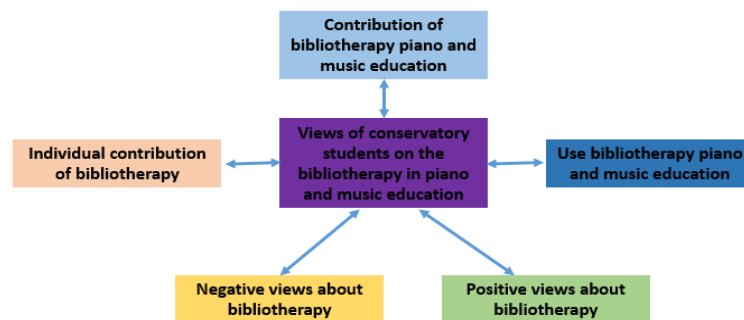 Contribution of
bibliotherapy piano and
music education
Views of conservatory
students on the
bibliotherapy in piano
and music education
Individual contribution
of bibliotherapy
Use bibliotherapy piano
and music education
Negative views about
bibliotherapy
Positive views about
bibliotherapy